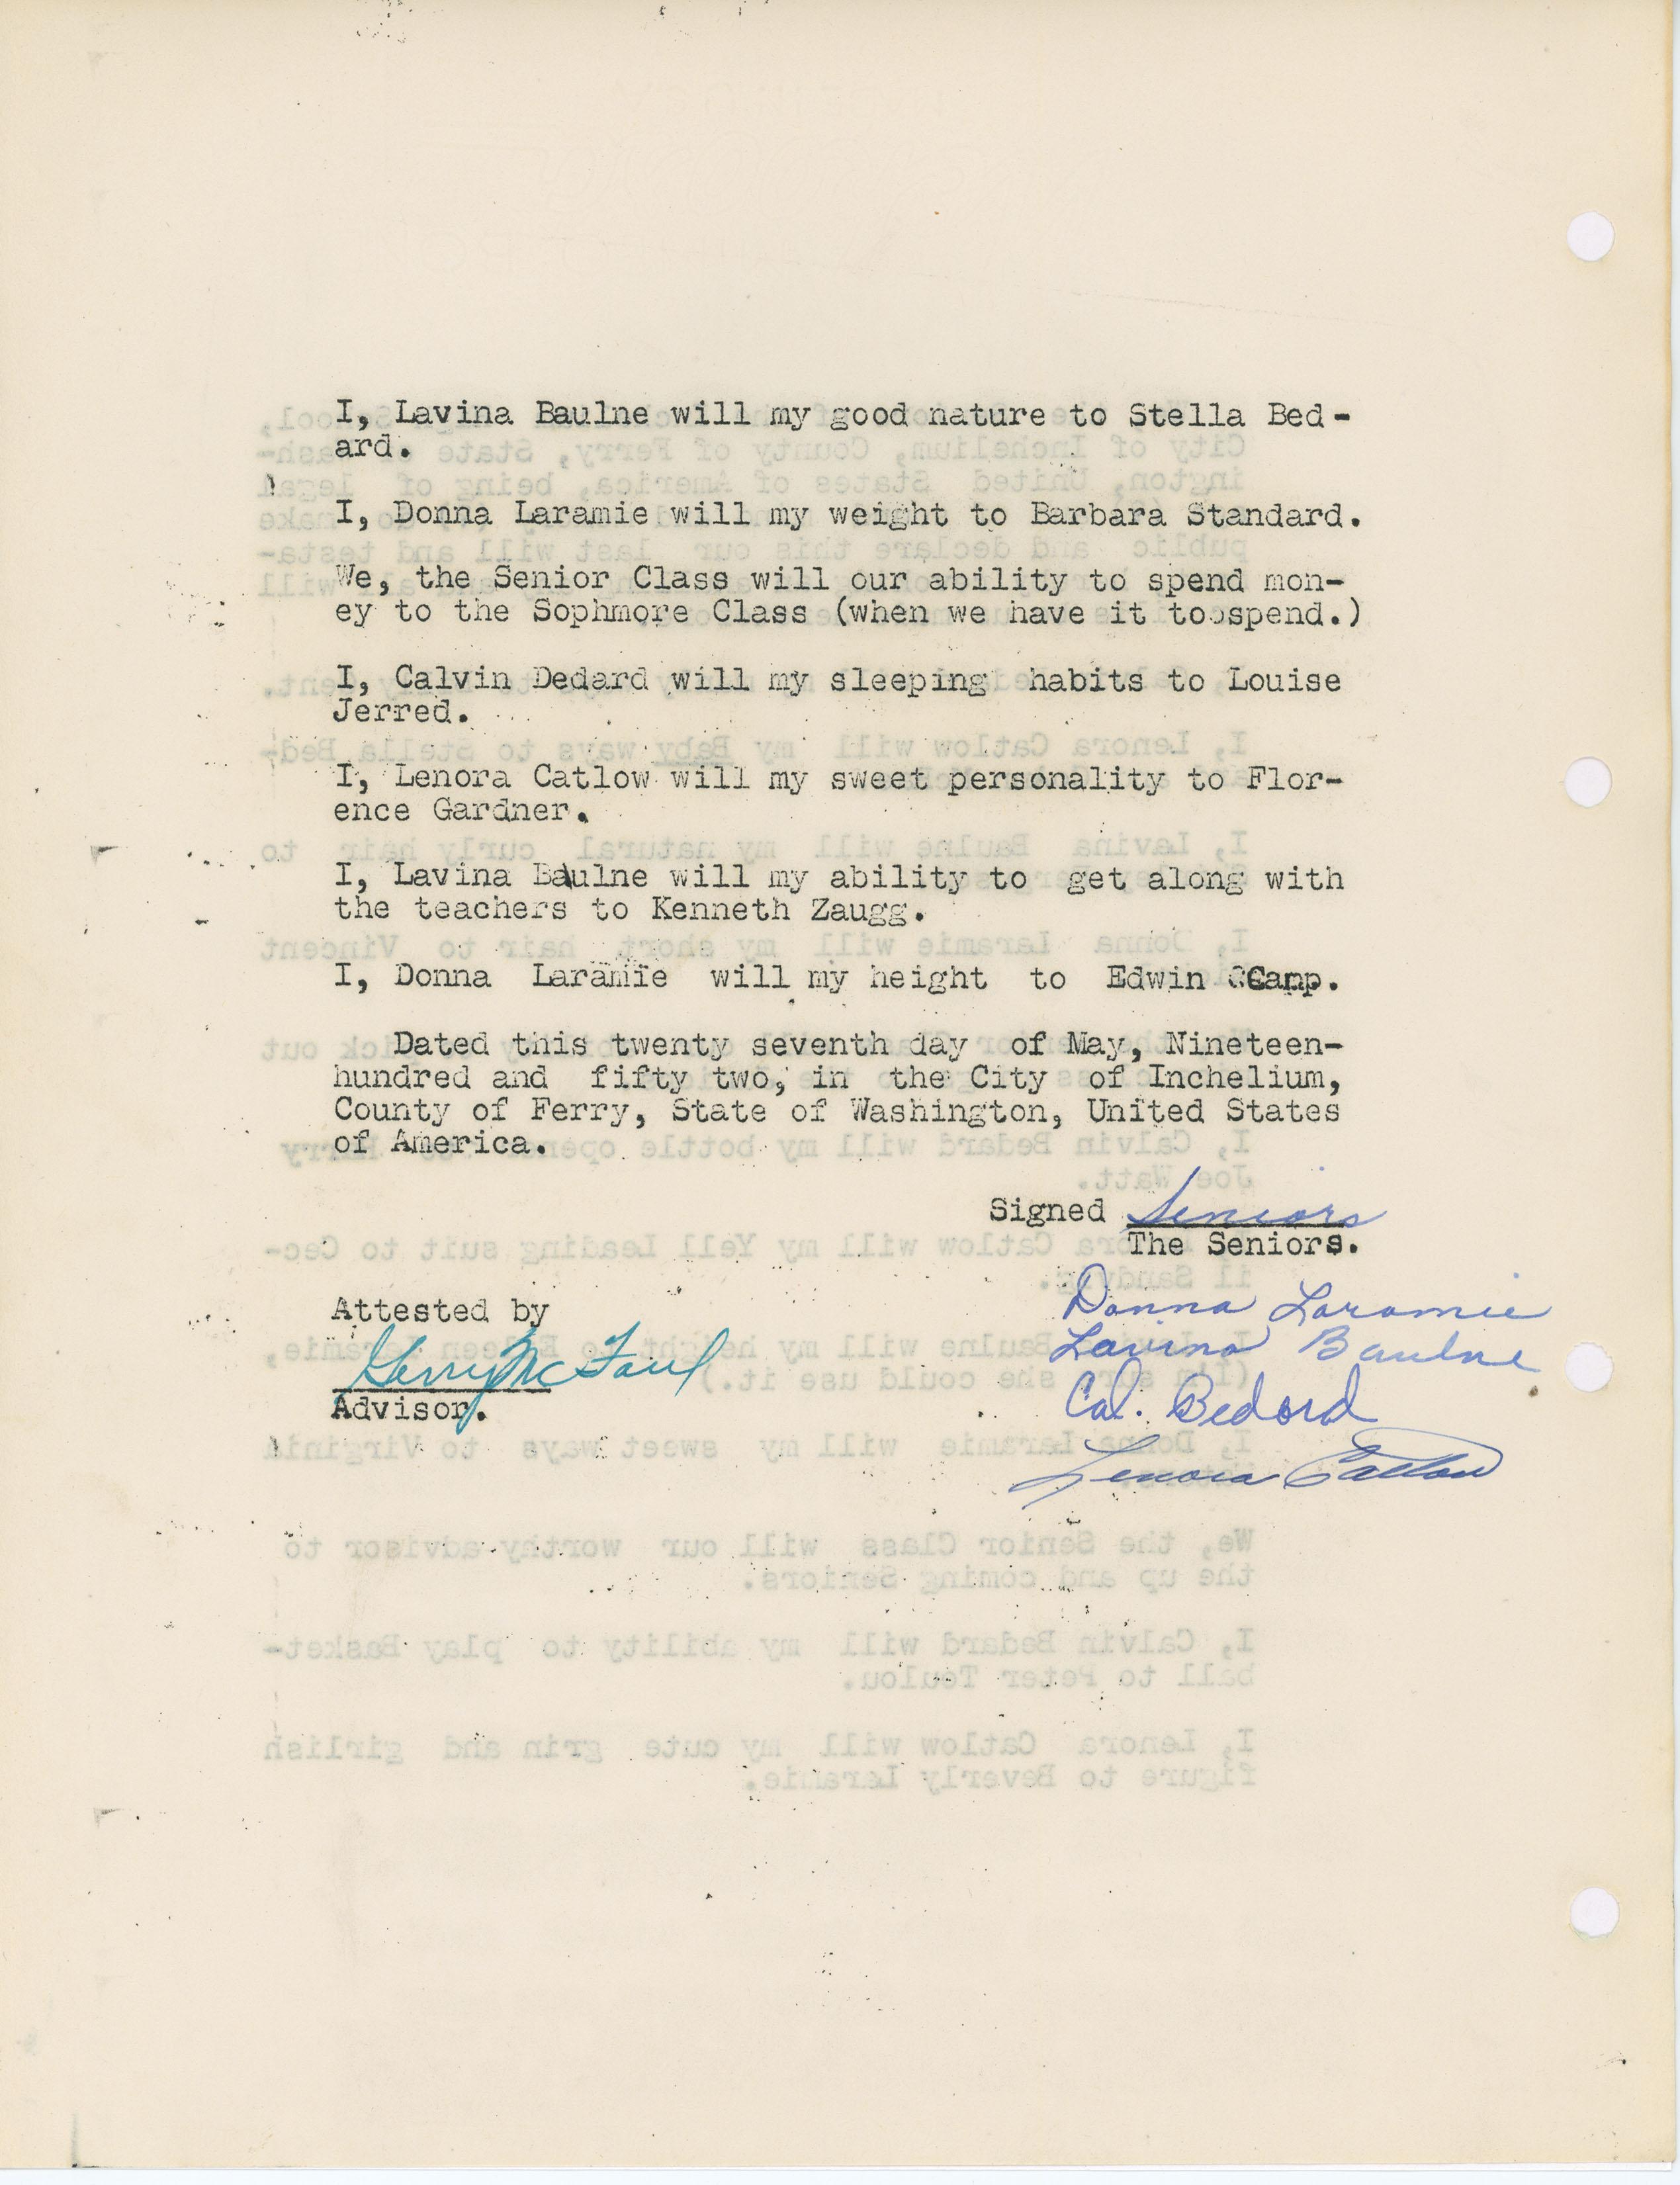 I, Lavina Baulne will my good nature to Stella Bed-
ard.
I, Donna Laramie will my weight to Barbara Standard.
We, the Senior Class will our ability to spend mon-
ey to the Sophmore Class (when we have it to spend.)
I, Calvin Dedard will my sleeping habits to Louise
Jerred.
I, Lenora Catlow will my sweet personality to Flor-
ence Gardner.
I, Lavina Baulne will my ability to get along with
the teachers to Kenneth Zaugg.
I, Donna Laramie will my height to Edwin Camp.
Dated this twenty seventh day of May, Nineteen-
hundred and fifty two, in the City of Inchelium,
County of Ferry, State of Washington, United States
of America.
Signed Seniors
The Seniors.
Donna Laramie
Lavina Baulne
Cal. Bedard
Lenora Catlow
Attested by
Gerry McFaul
Advisor.